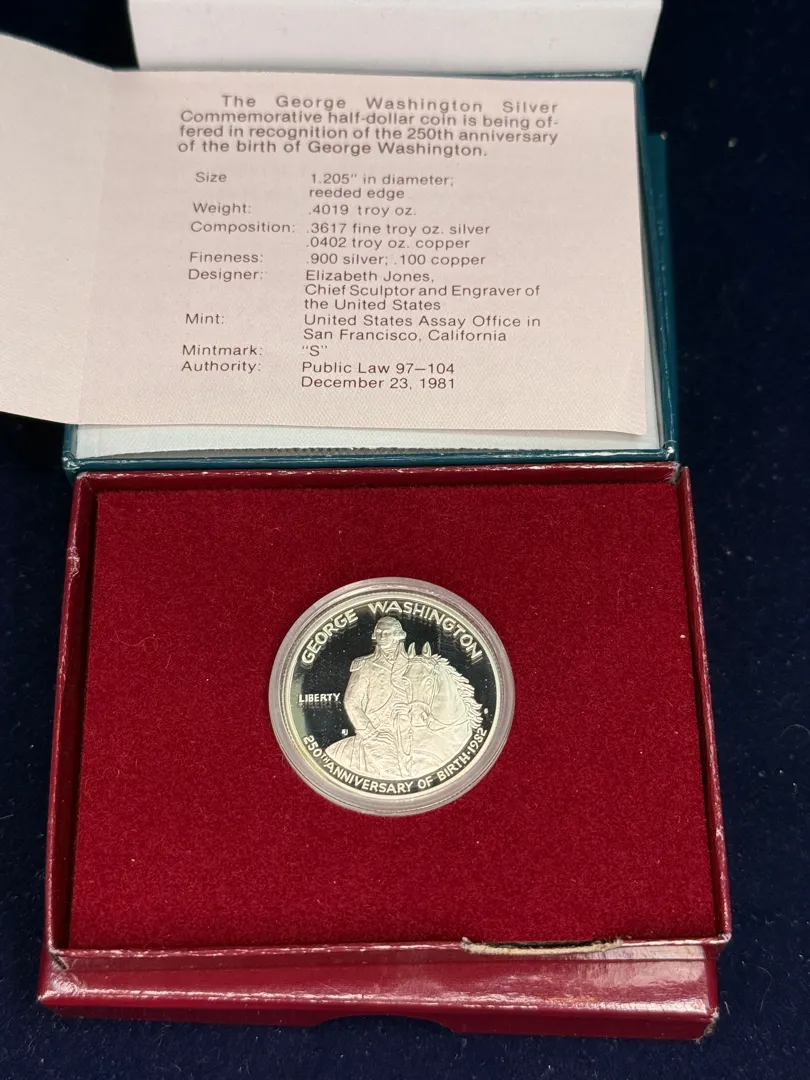 The George Washington Silver
Commemorative half-dollar coin is being of-
fered in recognition of the 250th anniversary
of the birth of George Washington.
Size 1.205" in diameter;
reeded edge
Weight: .4019 troy oz.
Composition: .3617 fine troy oz. silver
.0402 troy oz. copper
Fineness: .900 silver; .100 copper
Designer: Elizabeth Jones,
Chief Sculptor and Engraver of
the United States
Mint: United States Assay Office in
San Francisco, California
Mintmark: "S"
Authority: Public Law 97—104
December 23, 1981
GEORGE WASHINGTON
LIBERTY
EJ
S
250TH ANNIVERSARY OF BIRTH·1982